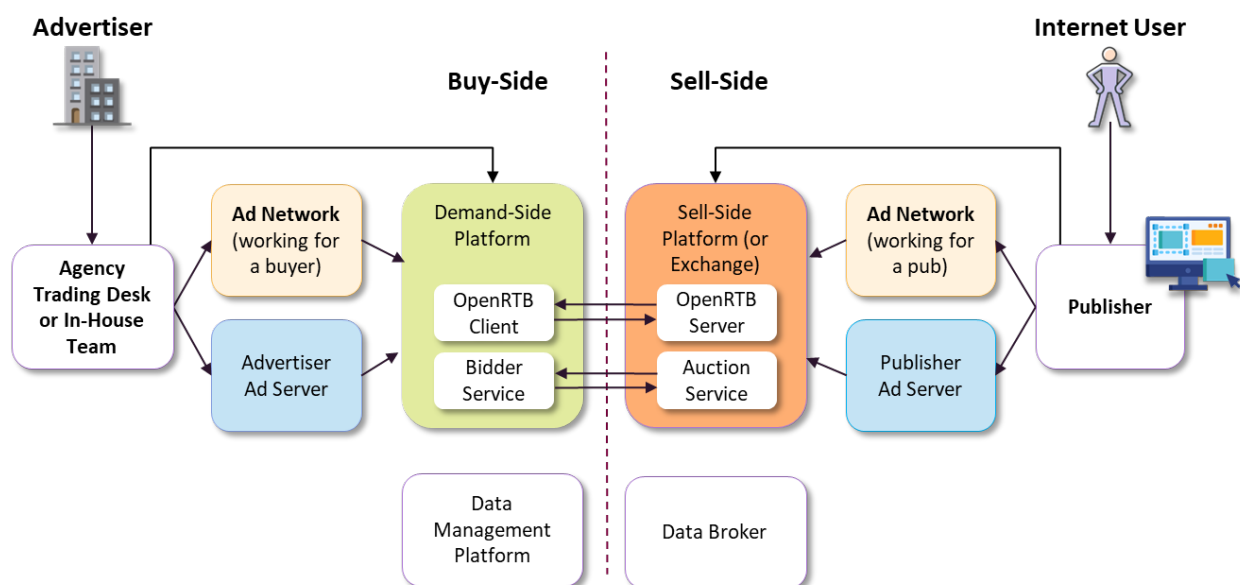 Advertiser
Internet User
Buy-Side
Sell-Side
Agency
Trading Desk
or In-House
Team
Ad Network
(working for
a buyer)
Advertiser
Ad Server
Demand-Side
Platform
OpenRTB
Client
Bidder
Service
Sell-Side
Platform (or
Exchange)
OpenRTB
Server
Auction
Service
Ad Network
(working for
a pub)
Publisher
Ad Server
Publisher
Data
Management
Platform
Data Broker